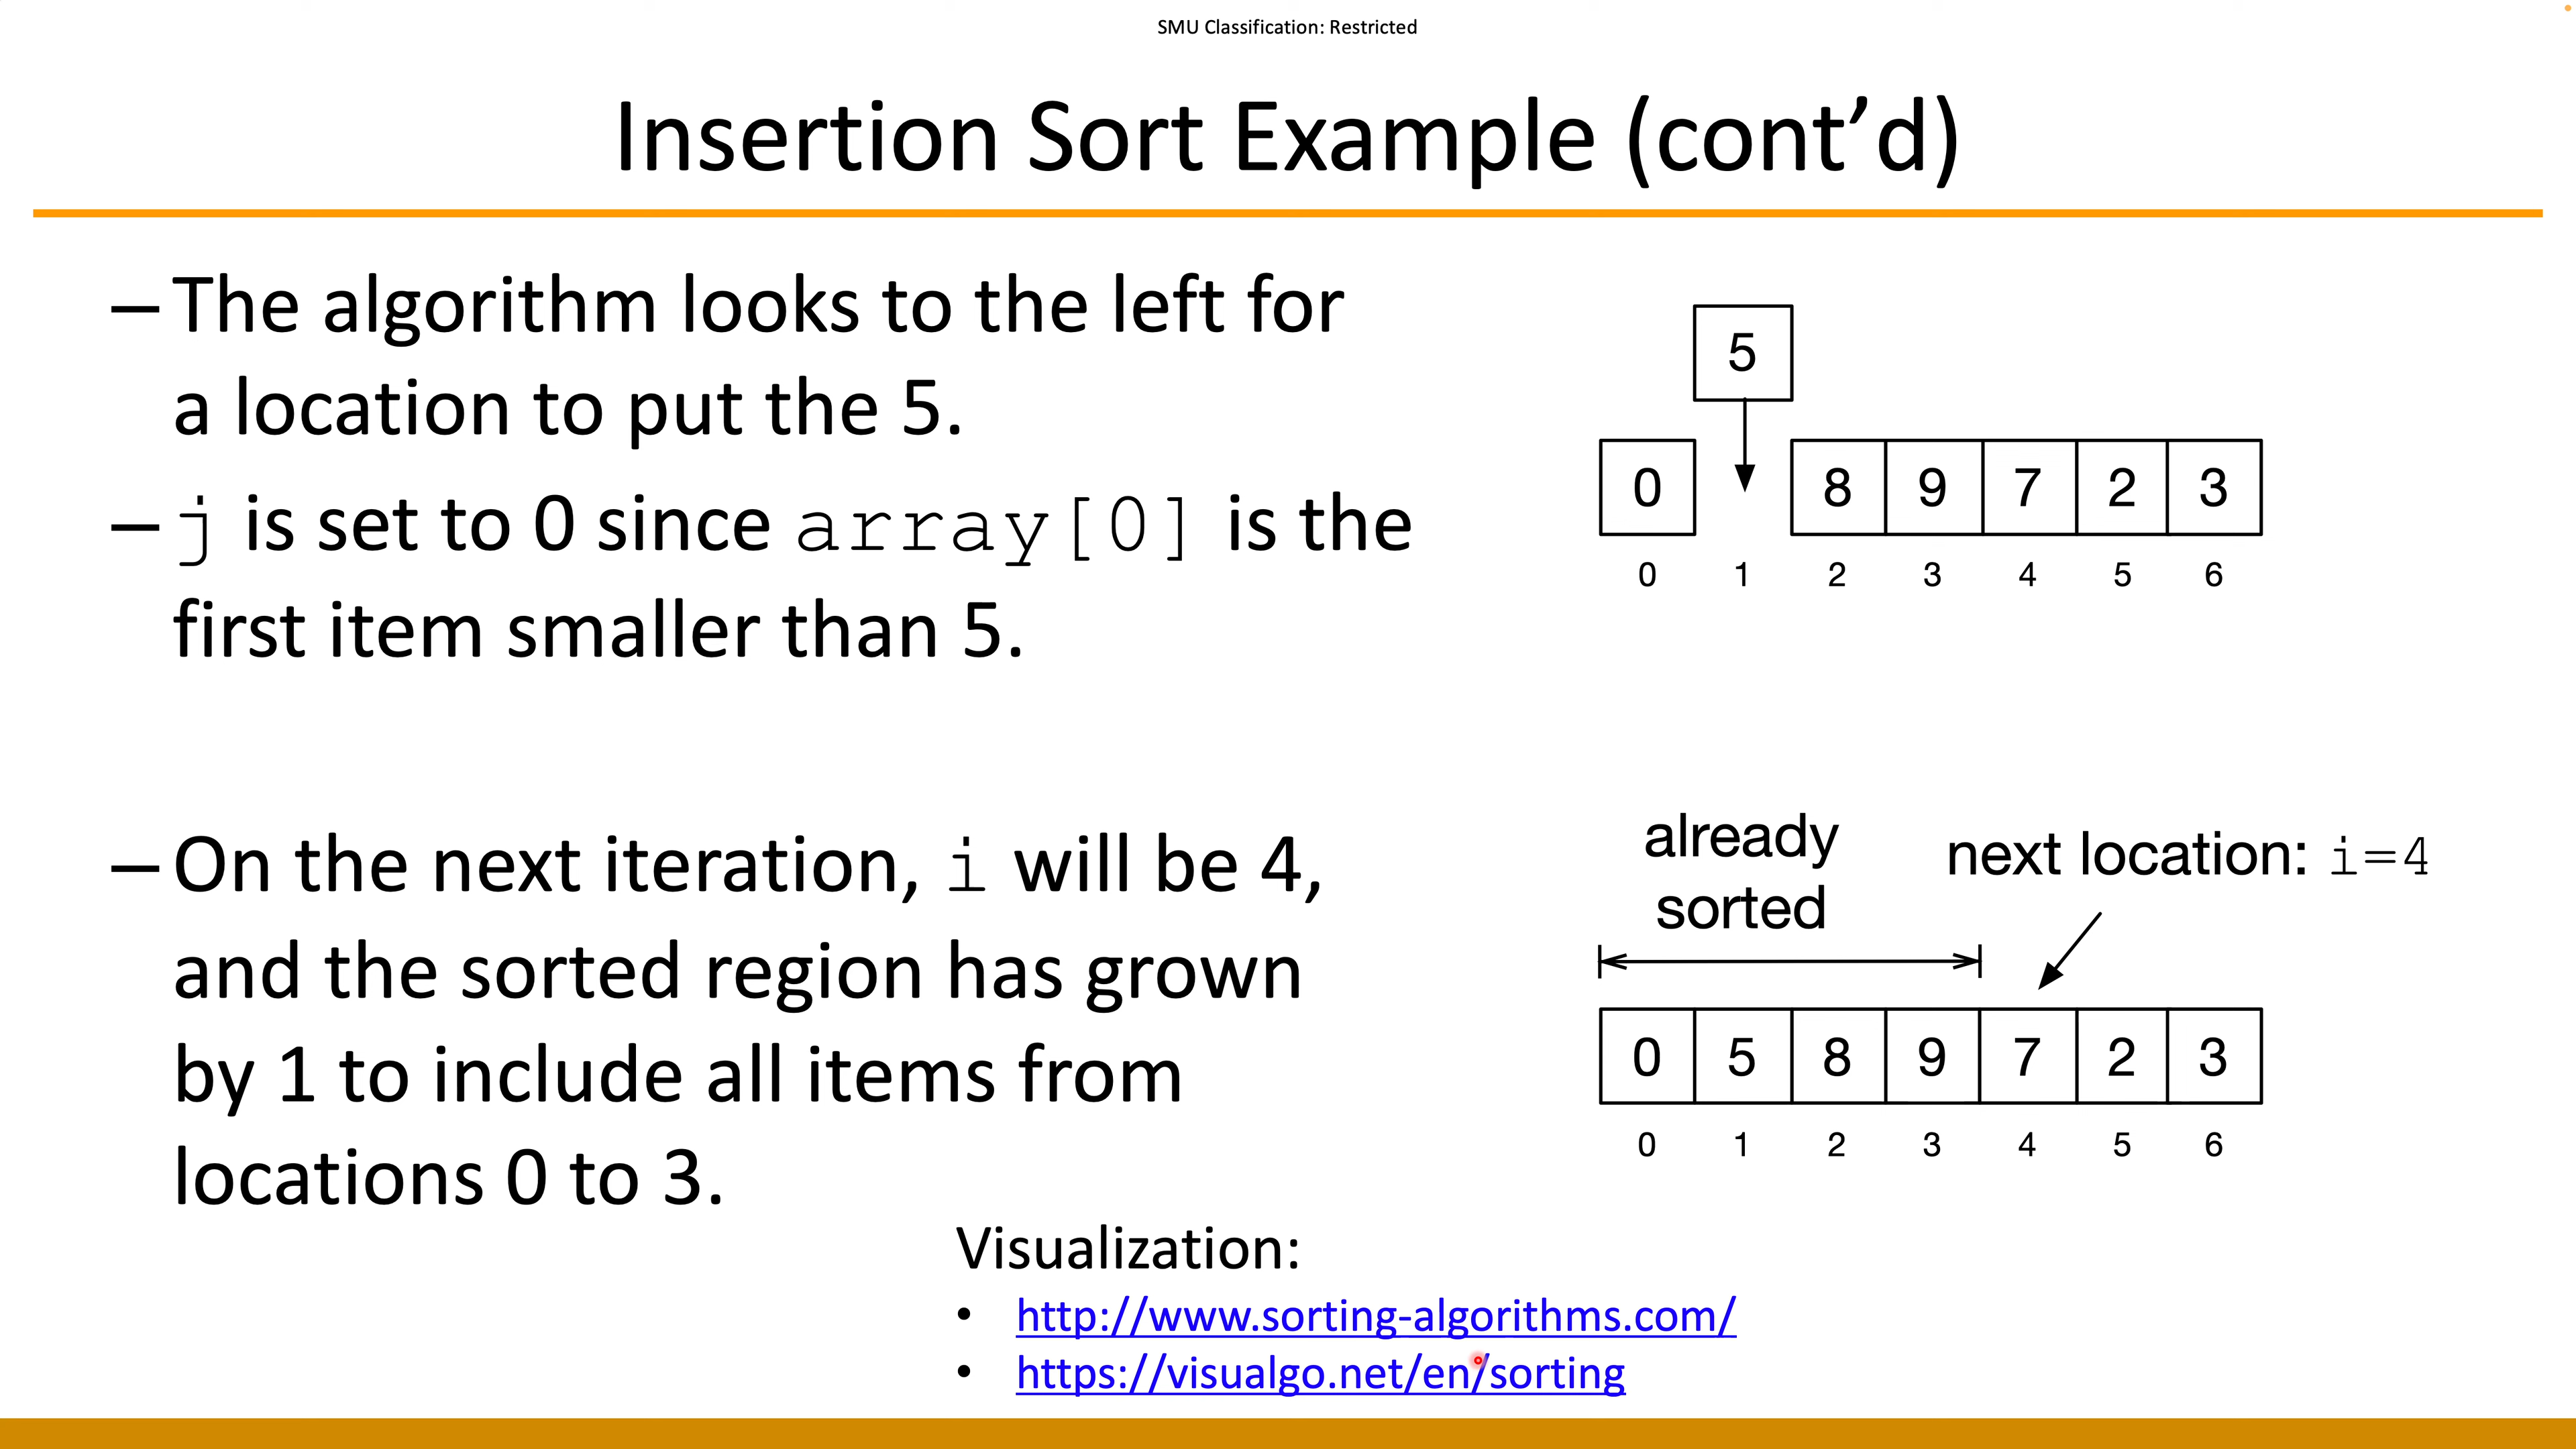 SMU Classification: Restricted
Insertion Sort Example (cont’d)
–The algorithm looks to the left for
a location to put the 5.
–j is set to 0 since array[0] is the
first item smaller than 5.
5
0 8 9 7 2 3
0 1 2 3 4 5 6
–On the next iteration, i will be 4,
and the sorted region has grown
by 1 to include all items from
locations 0 to 3.
already
sorted
next location: i=4
0 5 8 9 7 2 3
0 1 2 3 4 5 6
Visualization:
• http://www.sorting-algorithms.com/
• https://visualgo.net/en/sorting